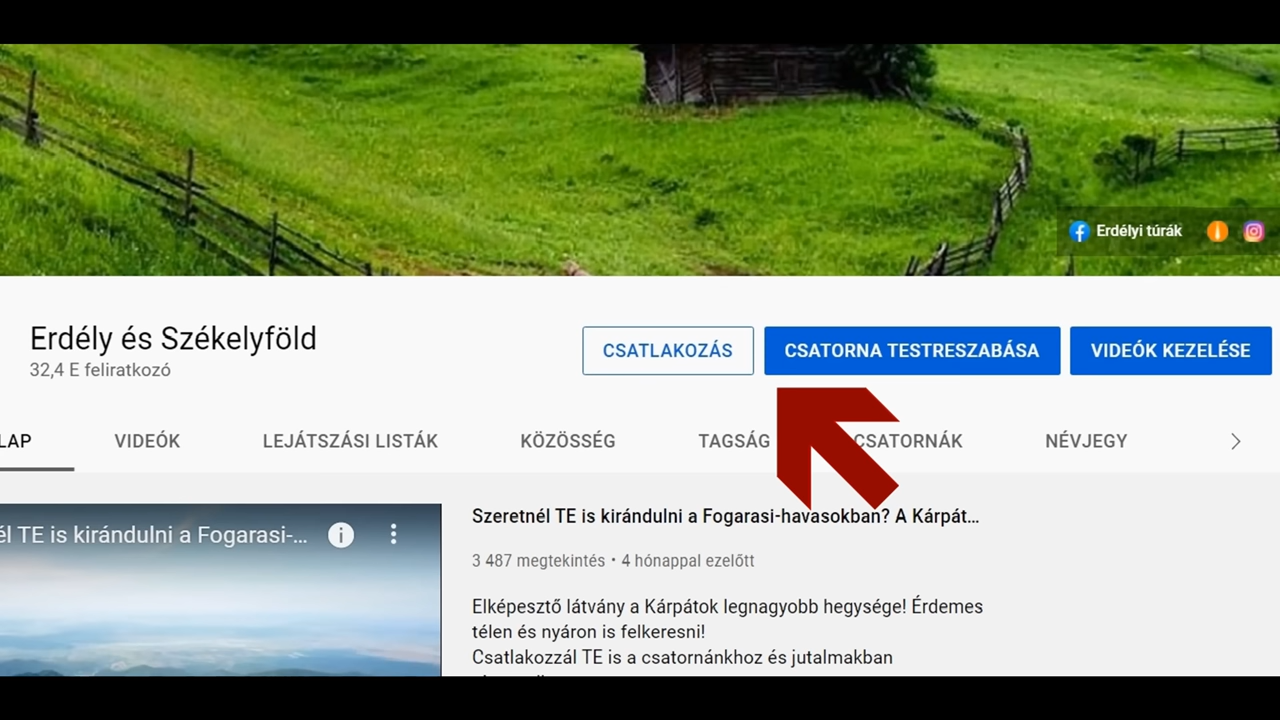 Erdélyi túrák
Erdély és Székelyföld
32,4 E feliratkozó
CSATLAKOZÁS
CSATORNA TESTRESZABÁSA
VIDEÓK KEZELÉSE
LAP
VIDEÓK
LEJÁTSZÁSI LISTÁK
KÖZÖSSÉG
TAGSÁG
CSATORNÁK
NÉVJEGY
él TE is kirándulni a Fogarasi-...
Szeretnél TE is kirándulni a Fogarasi-havasokban? A Kárpát...
3 487 megtekintés • 4 hónappal ezelőtt
Elképesztő látvány a Kárpátok legnagyobb hegysége! Érdemes
télen és nyáron is felkeresni!
Csatlakozzál TE is a csatornánkhoz és jutalmakban